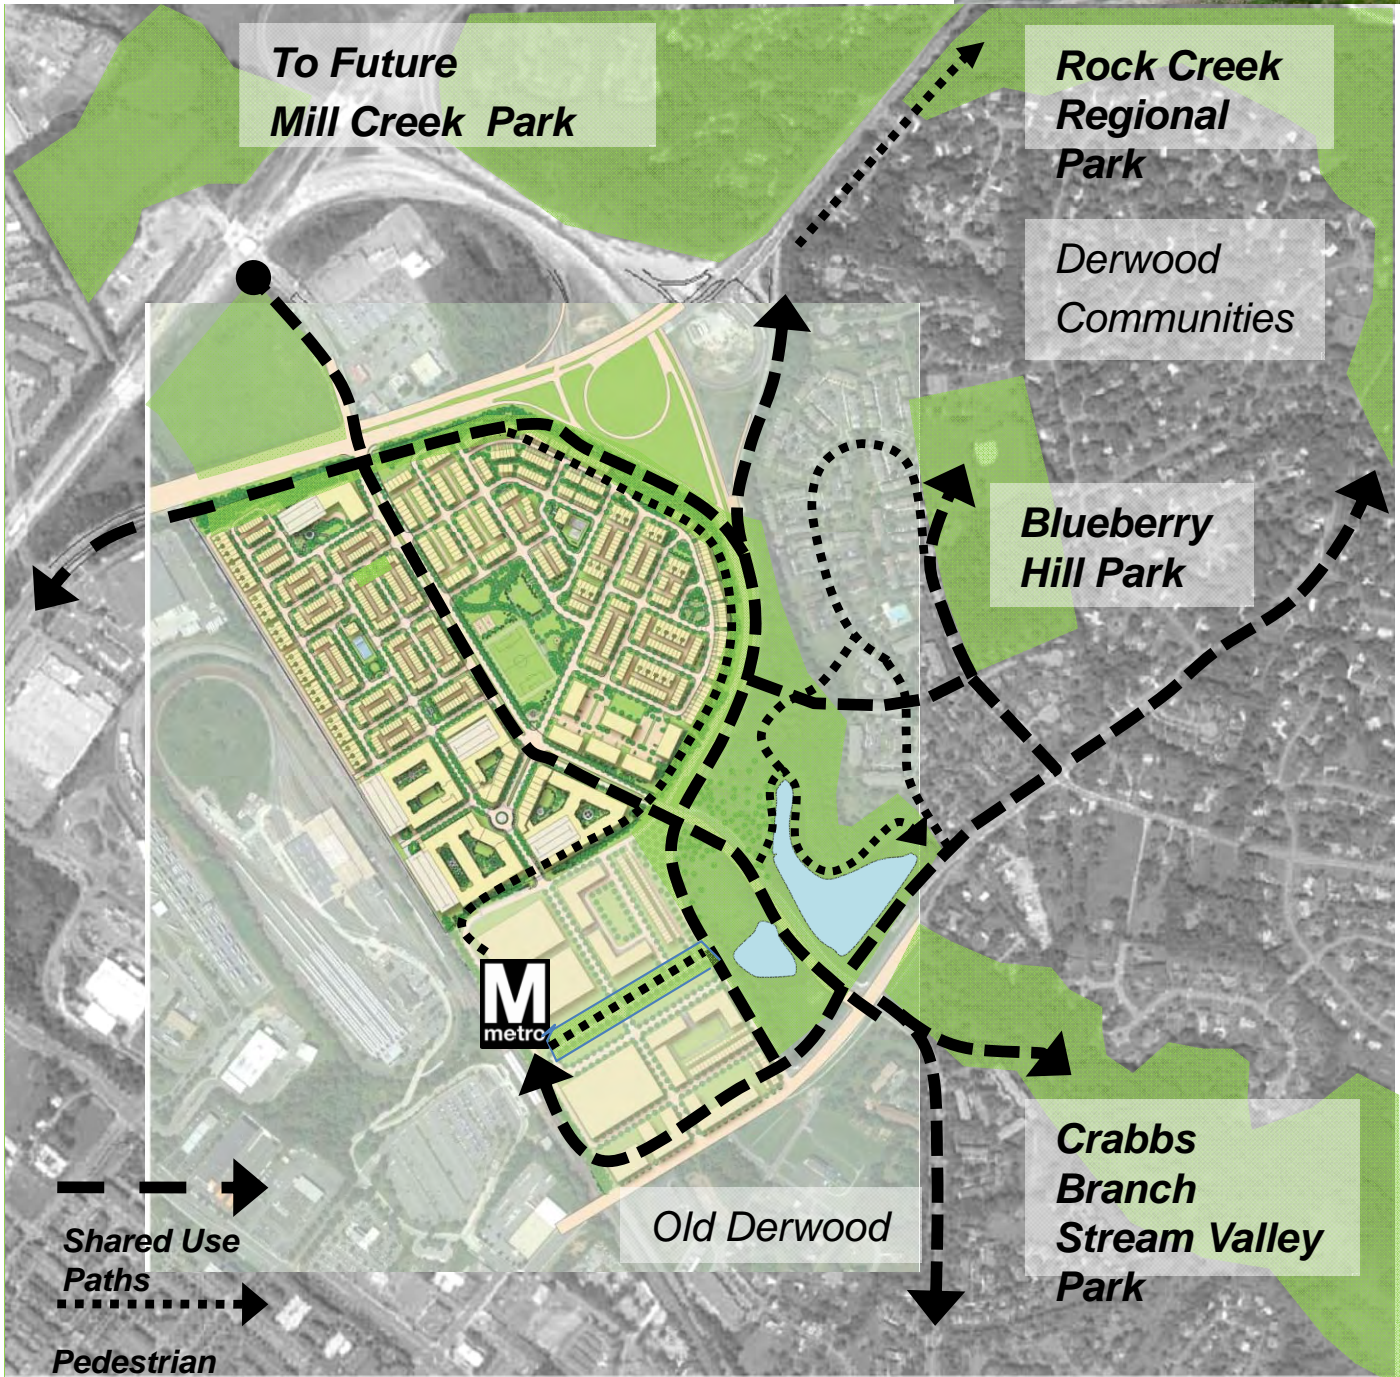 To Future
Mill Creek Park
Rock Creek
Regional
Park
Derwood
Communities
Blueberry
Hill Park
M
metro
Crabbs
Branch
Stream Valley
Park
Old Derwood
Shared Use
Paths
Pedestrian